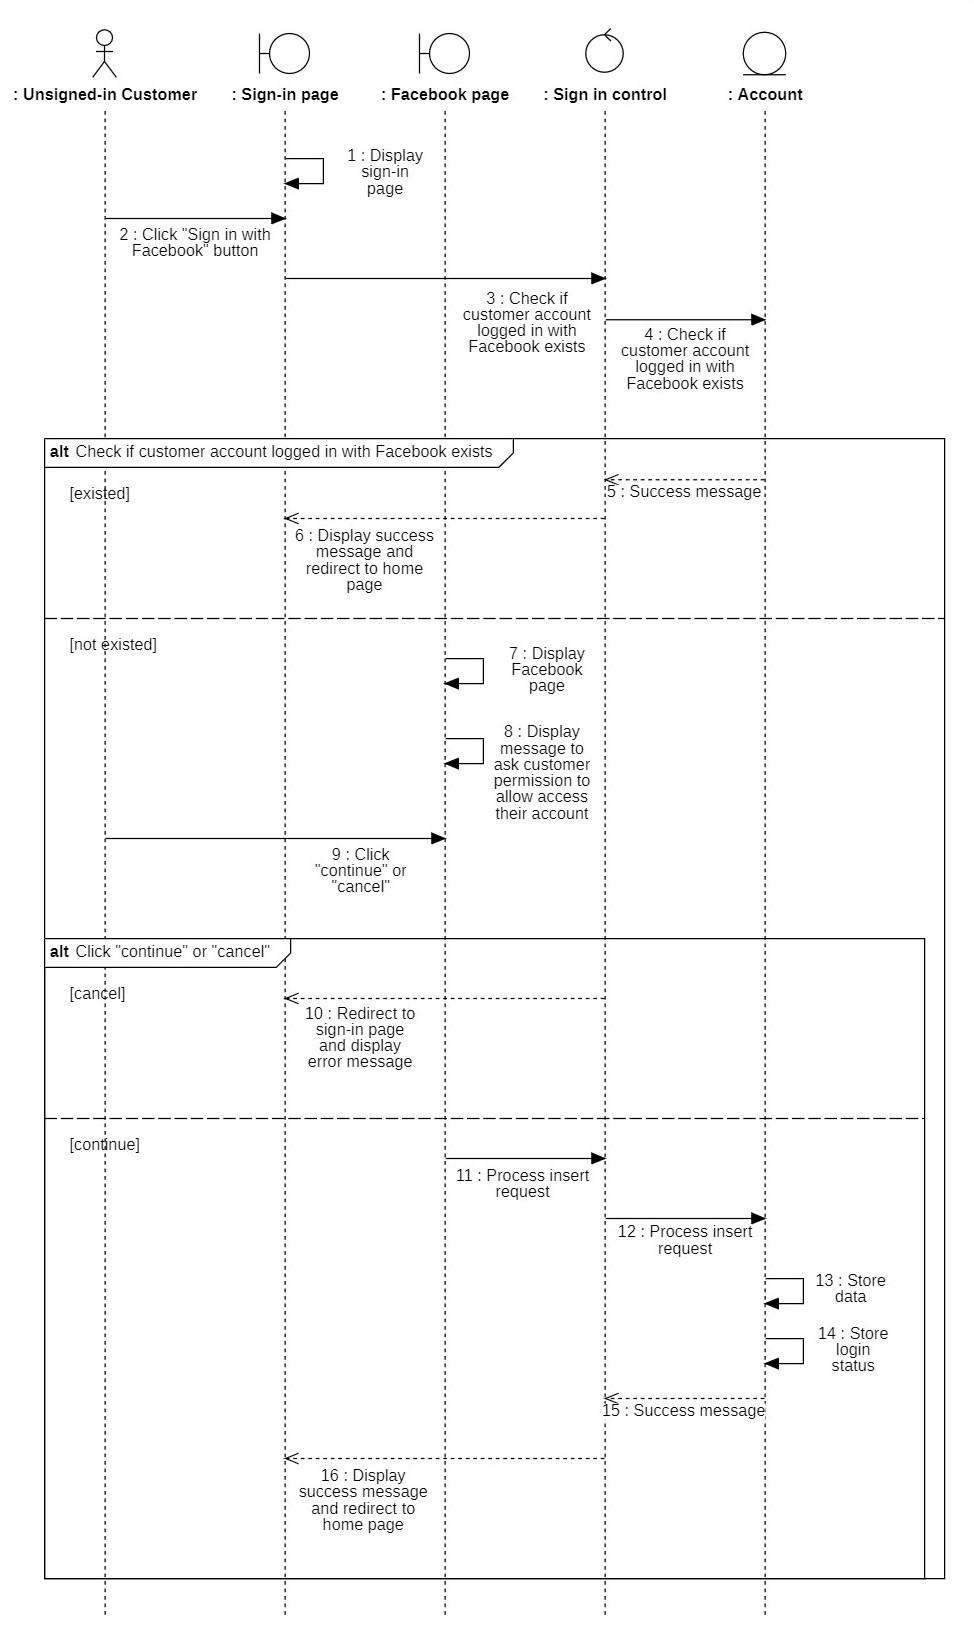 : Unsigned-in Customer
: Sign-in page
: Facebook page
: Sign in control
: Account
1 : Display
sign-in
page
2 : Click "Sign in with
Facebook" button
3 : Check if
customer account
logged in with
Facebook exists
4 : Check if
customer account
logged in with
Facebook exists
alt Check if customer account logged in with Facebook exists
[existed]
5 : Success message
6 : Display success
message and
redirect to home
page
[not existed]
7 : Display
Facebook
page
8 : Display
message to
ask customer
permission to
allow access
their account
9 : Click
"continue" or
"cancel"
alt Click "continue" or "cancel"
[cancel]
10 : Redirect to
sign-in page
and display
error message
[continue]
11 : Process insert
request
12 : Process insert
request
13 : Store
data
14 : Store
login
status
15 : Success message
16 : Display
success message
and redirect to
home page